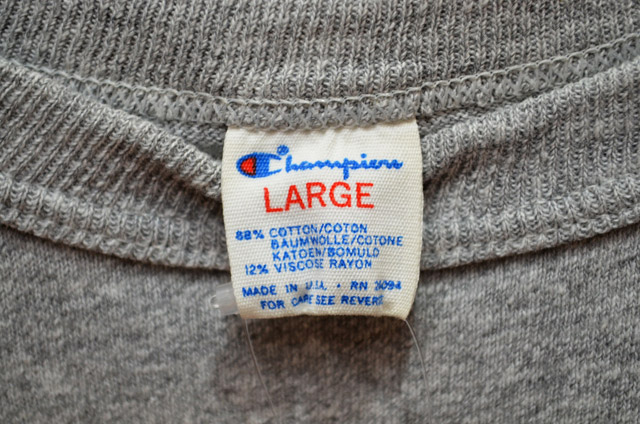 Champion
LARGE
88% COTTON/COTON
BAUMWOLLE/COTONE
KATOEN/BOMULD
12% VISCOSE RAYON
MADE IN U.S.A. • RN 26094
FOR CARE SEE REVERSE